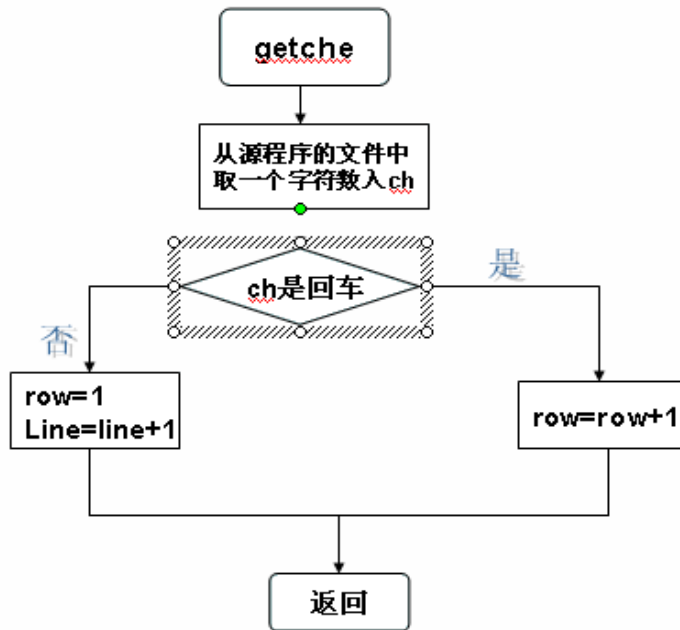 getche
从源程序的文件中
取一个字符数入ch
ch是回车
是
否
row=1
Line=line+1
row=row+1
返回